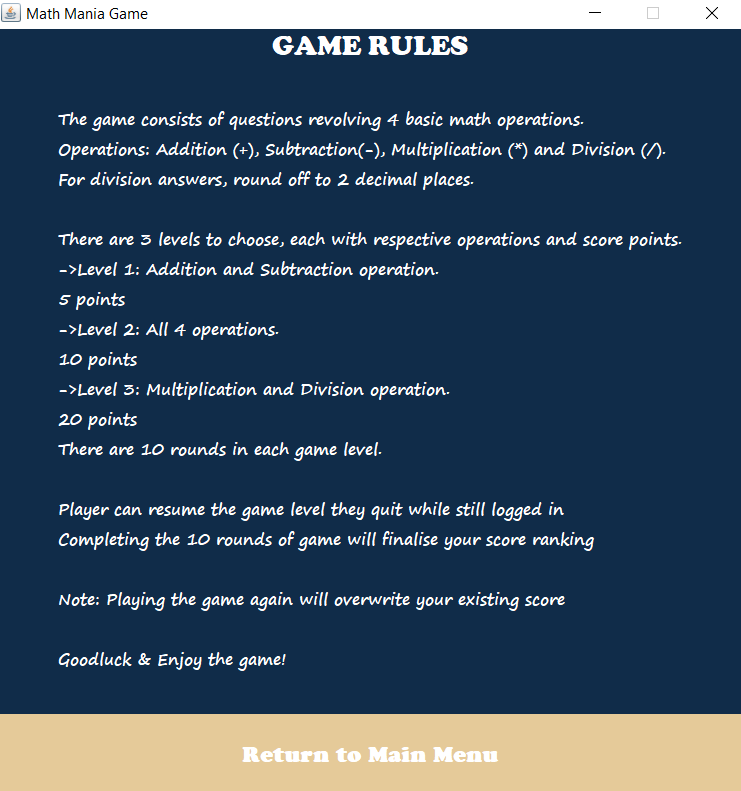 Math Mania Game
GAME RULES
The game consists of questions revolving 4 basic math operations.
Operations: Addition (+), Subtraction(-), Multiplication (*) and Division (/).
For division answers, round off to 2 decimal places.
There are 3 levels to choose, each with respective operations and score points.
->Level 1: Addition and Subtraction operation.
5 points
->Level 2: All 4 operations.
10 points
->Level 3: Multiplication and Division operation.
20 points
There are 10 rounds in each game level.
Player can resume the game level they quit while still logged in
Completing the 10 rounds of game will finalise your score ranking
Note: Playing the game again will overwrite your existing score
Goodluck & Enjoy the game!
Return to Main Menu